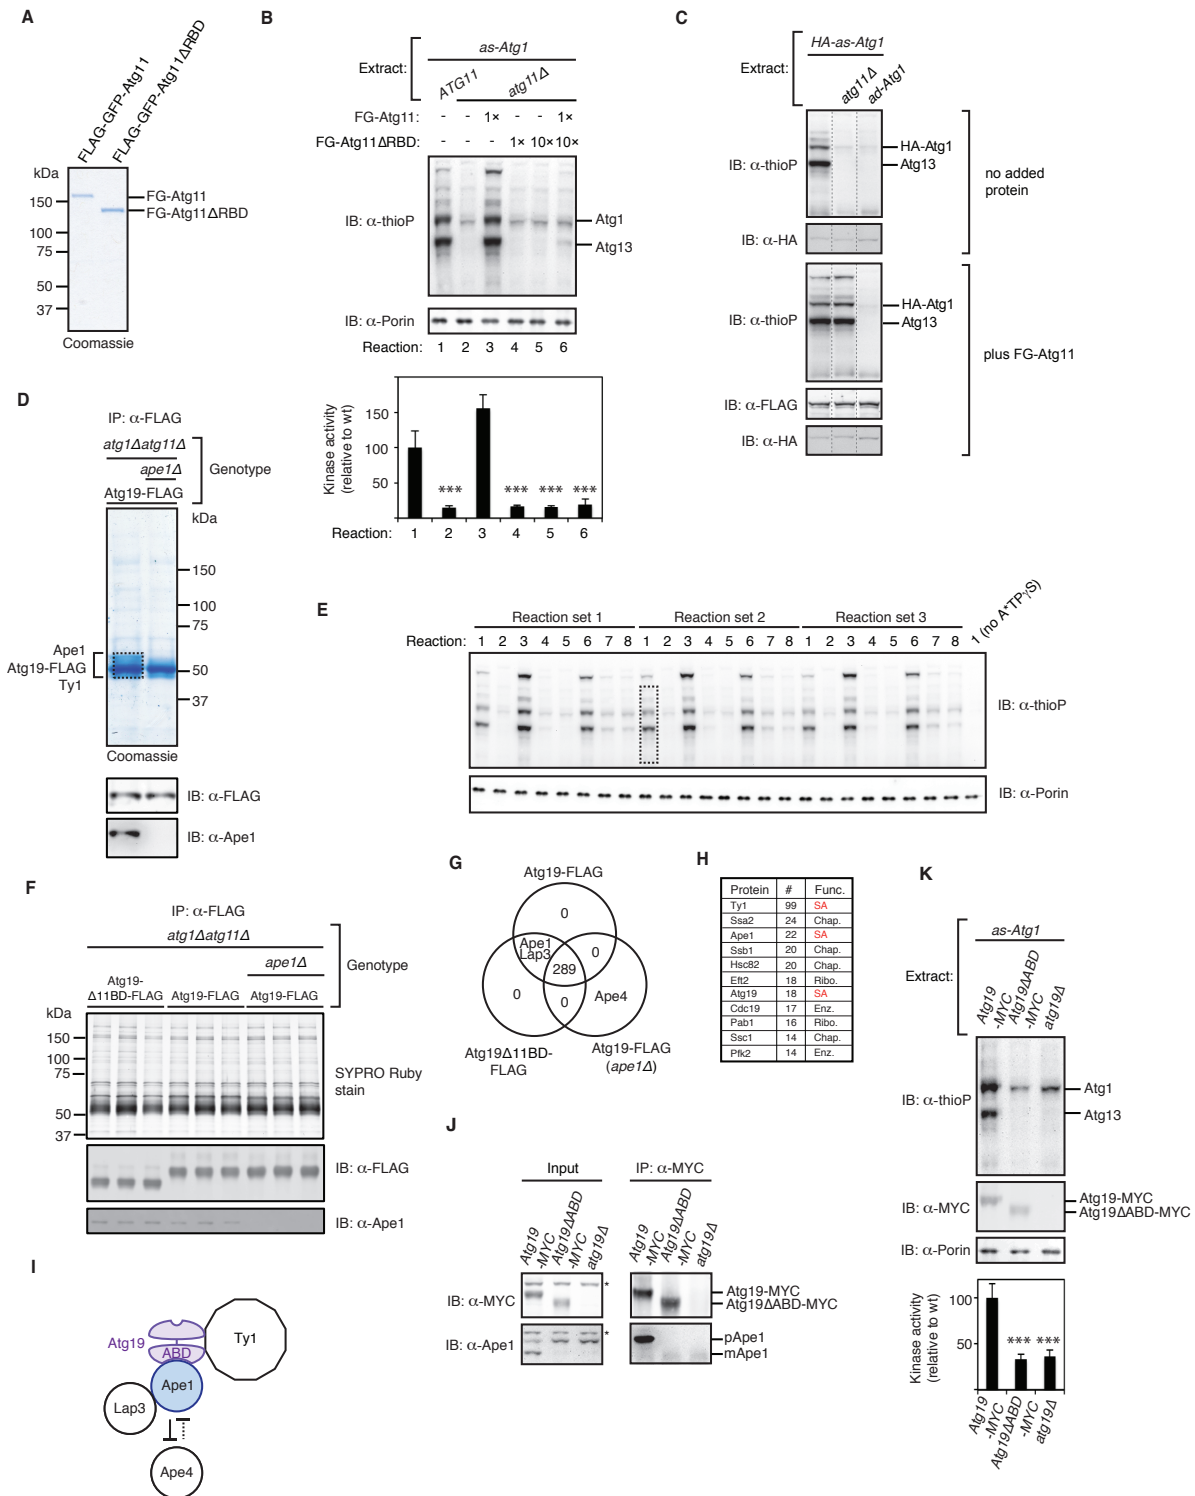 A
FLAG-GFP-Atg11
FLAG-GFP-Atg11ΔRBD
kDa
150
100
75
50
37
FG-Atg11
FG-Atg11ΔRBD
Coomassie
B
as-Atg1
Extract:
ATG11
atg11Δ
FG-Atg11: - - 1× - - 1×
FG-Atg11ΔRBD: - - - 1× 10× 10×
IB: α-thioP
Atg1
Atg13
IB: α-Porin
Reaction: 1 2 3 4 5 6
Kinase activity
(relative to wt)
150
100
50
*** *** *** ***
Reaction: 1 2 3 4 5 6
C
HA-as-Atg1
Extract:
atg11Δ
ad-Atg1
IB: α-thioP
HA-Atg1
Atg13
no added
protein
IB: α-HA
IB: α-thioP
HA-Atg1
Atg13
plus FG-Atg11
IB: α-FLAG
IB: α-HA
D
IP: α-FLAG
atg1Δatg11Δ
ape1Δ
Genotype
Atg19-FLAG
kDa
150
100
75
50
37
Ape1
Atg19-FLAG
Ty1
Coomassie
IB: α-FLAG
IB: α-Ape1
E
Reaction set 1 Reaction set 2 Reaction set 3
Reaction: 1 2 3 4 5 6 7 8 1 2 3 4 5 6 7 8 1 2 3 4 5 6 7 8 1 (no A*TPγS)
IB: α-thioP
IB: α-Porin
F
IP: α-FLAG
atg1Δatg11Δ
ape1Δ
Genotype
Atg19-
Δ11BD-FLAG Atg19-FLAG Atg19-FLAG
kDa
150
100
75
50
37
SYPRO Ruby
stain
IB: α-FLAG
IB: α-Ape1
G
Atg19-FLAG
0
Ape1
Lap3
0
289
0
0
Ape4
Atg19Δ11BD-
FLAG
Atg19-FLAG
(ape1Δ)
H
Protein # Func.
Ty1 99 SA
Ssa2 24 Chap.
Ape1 22 SA
Ssb1 20 Chap.
Hsc82 20 Chap.
Eft2 18 Ribo.
Atg19 18 SA
Cdc19 17 Enz.
Pab1 16 Ribo.
Ssc1 14 Chap.
Pfk2 14 Enz.
I
Atg19
ABD
Ty1
Ape1
Lap3
Ape4
J
Input IP: α-MYC
Atg19
-MYC
Atg19ΔABD
-MYC
atg19Δ
Atg19
-MYC
Atg19ΔABD
-MYC
atg19Δ
IB: α-MYC
*
Atg19-MYC
Atg19ΔABD-MYC
IB: α-Ape1
*
pApe1
mApe1
K
as-Atg1
Extract:
Atg19
-MYC
Atg19ΔABD
-MYC
atg19Δ
IB: α-thioP
Atg1
Atg13
IB: α-MYC
Atg19-MYC
Atg19ΔABD-MYC
IB: α-Porin
Kinase activity
(relative to wt)
100
50
*** ***
Atg19
-MYC
Atg19ΔABD
-MYC
atg19Δ